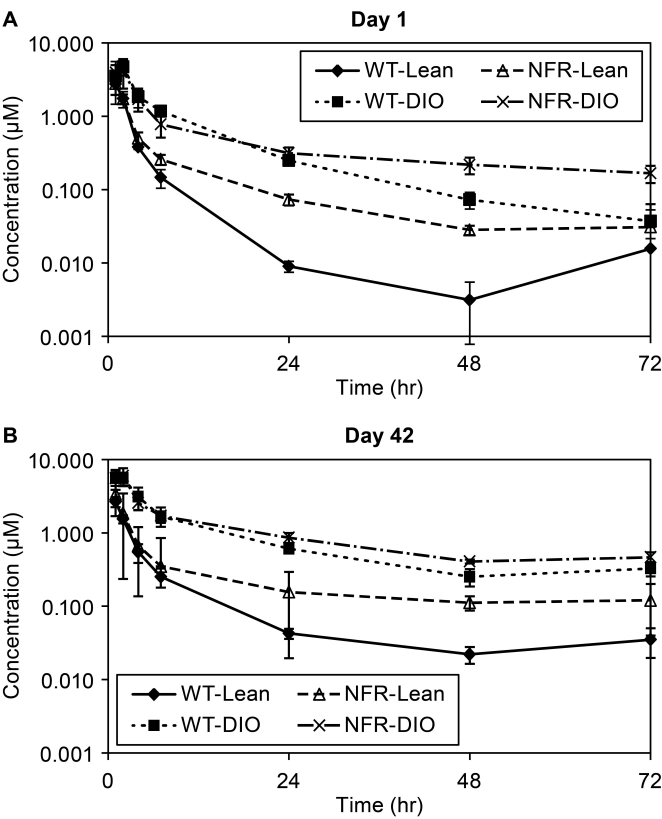 A
Day 1
10.000
1.000
0.100
0.010
0.001
Concentration (µM)
WT-Lean NFR-Lean
WT-DIO NFR-DIO
0 24 48 72
Time (hr)
B
Day 42
10.000
1.000
0.100
0.010
0.001
Concentration (µM)
WT-Lean NFR-Lean
WT-DIO NFR-DIO
0 24 48 72
Time (hr)